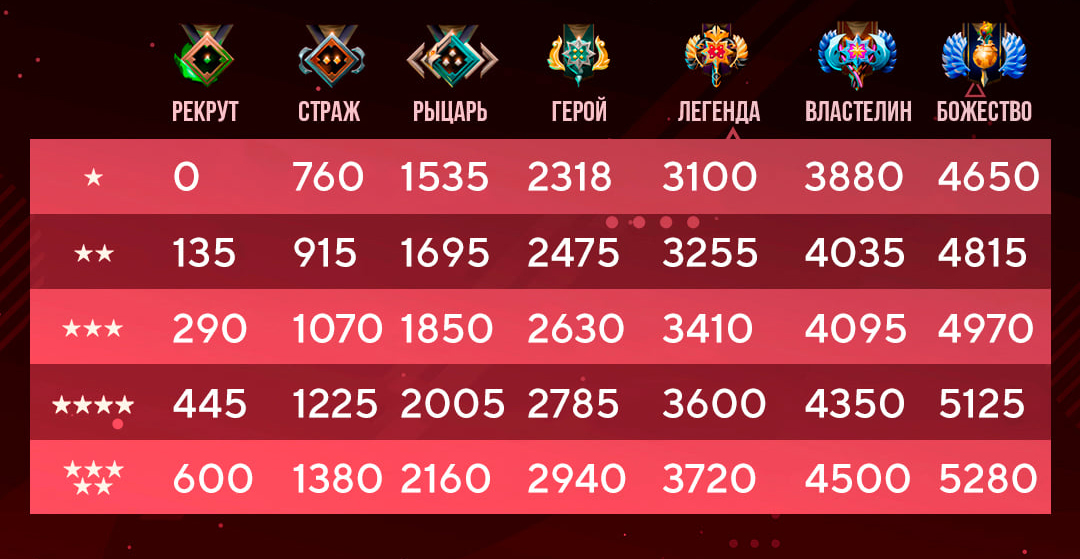 РЕКРУТ СТРАЖ РЫЦАРЬ ГЕРОЙ ЛЕГЕНДА ВЛАСТЕЛИН БОЖЕСТВО
★ 0 760 1535 2318 3100 3880 4650
★★ 135 915 1695 2475 3255 4035 4815
★★★ 290 1070 1850 2630 3410 4095 4970
★★★★ 445 1225 2005 2785 3600 4350 5125
★★★★★ 600 1380 2160 2940 3720 4500 5280